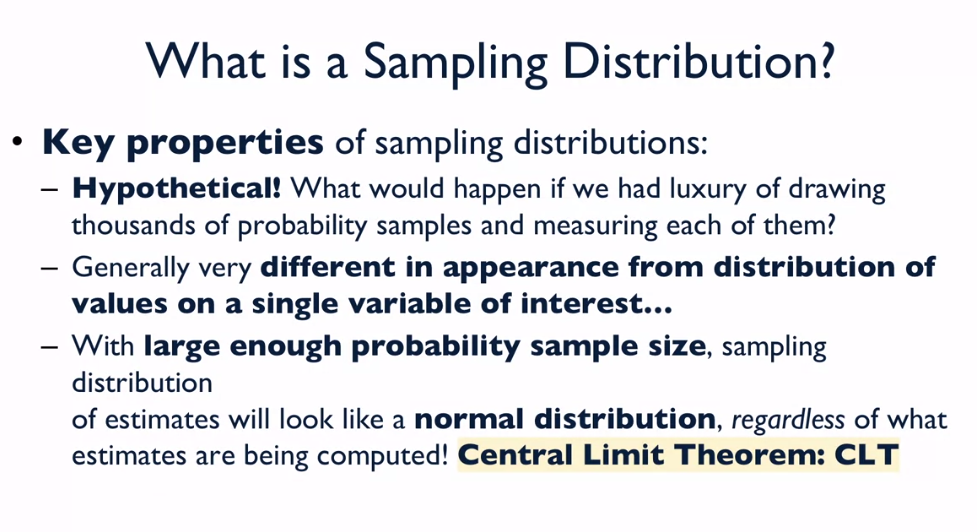 What is a Sampling Distribution?
• Key properties of sampling distributions:
– Hypothetical! What would happen if we had luxury of drawing
thousands of probability samples and measuring each of them?
– Generally very different in appearance from distribution of
values on a single variable of interest…
– With large enough probability sample size, sampling
distribution
of estimates will look like a normal distribution, regardless of what
estimates are being computed! Central Limit Theorem: CLT